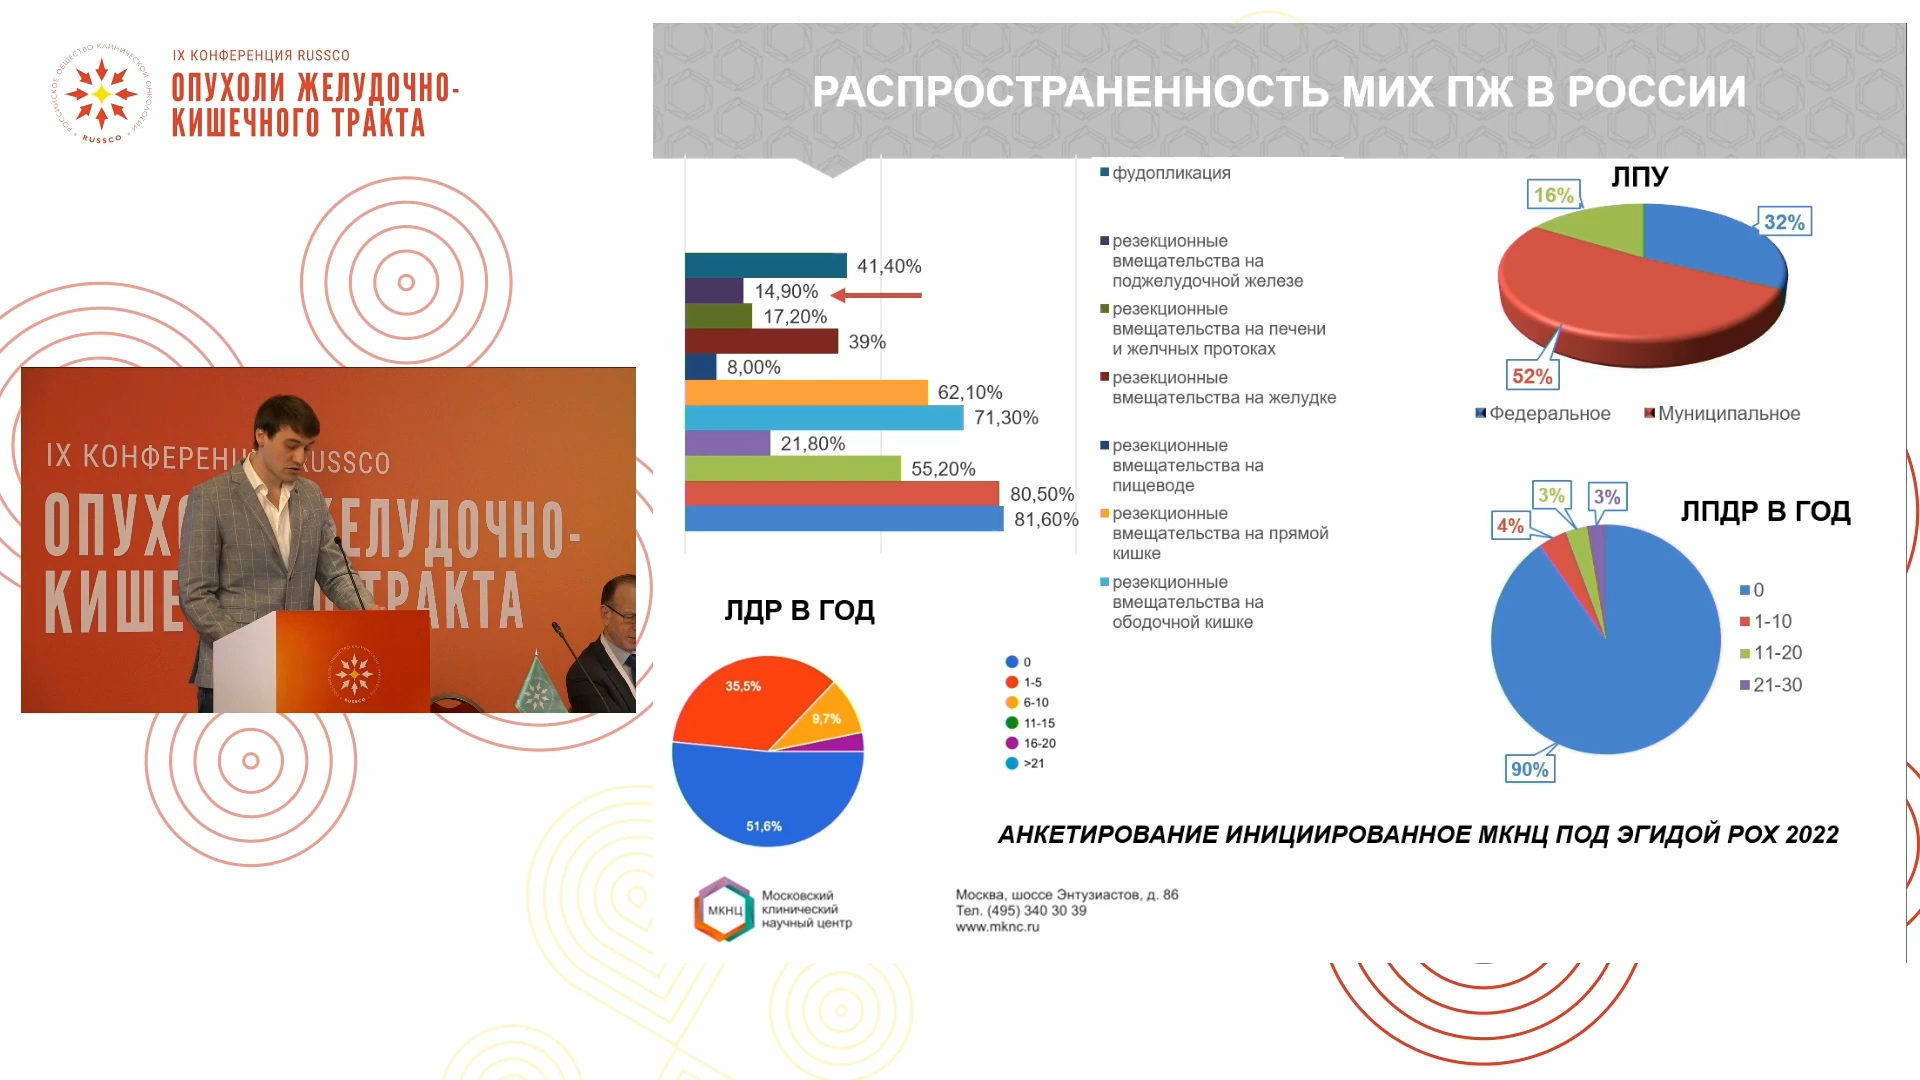 IX КОНФЕРЕНЦИЯ RUSSCO
ОПУХОЛИ ЖЕЛУДОЧНО-
КИШЕЧНОГО ТРАКТА
РОССИЙСКОЕ ОБЩЕСТВО КЛИНИЧЕСКОЙ ОНКОЛОГИИ
RUSSCO
РАСПРОСТРАНЕННОСТЬ МИХ ПЖ В РОССИИ
41,40%
14,90%
17,20%
39%
8,00%
62,10%
71,30%
21,80%
55,20%
80,50%
81,60%
фудопликация
резекционные
вмещательства на
поджелудочной железе
резекционные
вмещательства на печени
и желчных протоках
резекционные
вмещательства на желудке
резекционные
вмещательства на
пищеводе
резекционные
вмещательства на прямой
кишке
резекционные
вмещательства на
ободочной кишке
ЛПУ
16%
32%
52%
Федеральное
Муниципальное
ЛПДР В ГОД
4%
3%
3%
90%
0
1-10
11-20
21-30
ЛДР В ГОД
35,5%
9,7%
51,6%
0
1-5
6-10
11-15
16-20
>21
АНКЕТИРОВАНИЕ ИНИЦИИРОВАННОЕ МКНЦ ПОД ЭГИДОЙ РОХ 2022
МКНЦ
Московский
клинический
научный центр
Москва, шоссе Энтузиастов, д. 86
Тел. (495) 340 30 39
www.mknc.ru
IX КОНФЕРЕНЦ RUSSCO
ОПУХО ЖЕЛУДОЧНО-
КИШЕ ТРАКТА